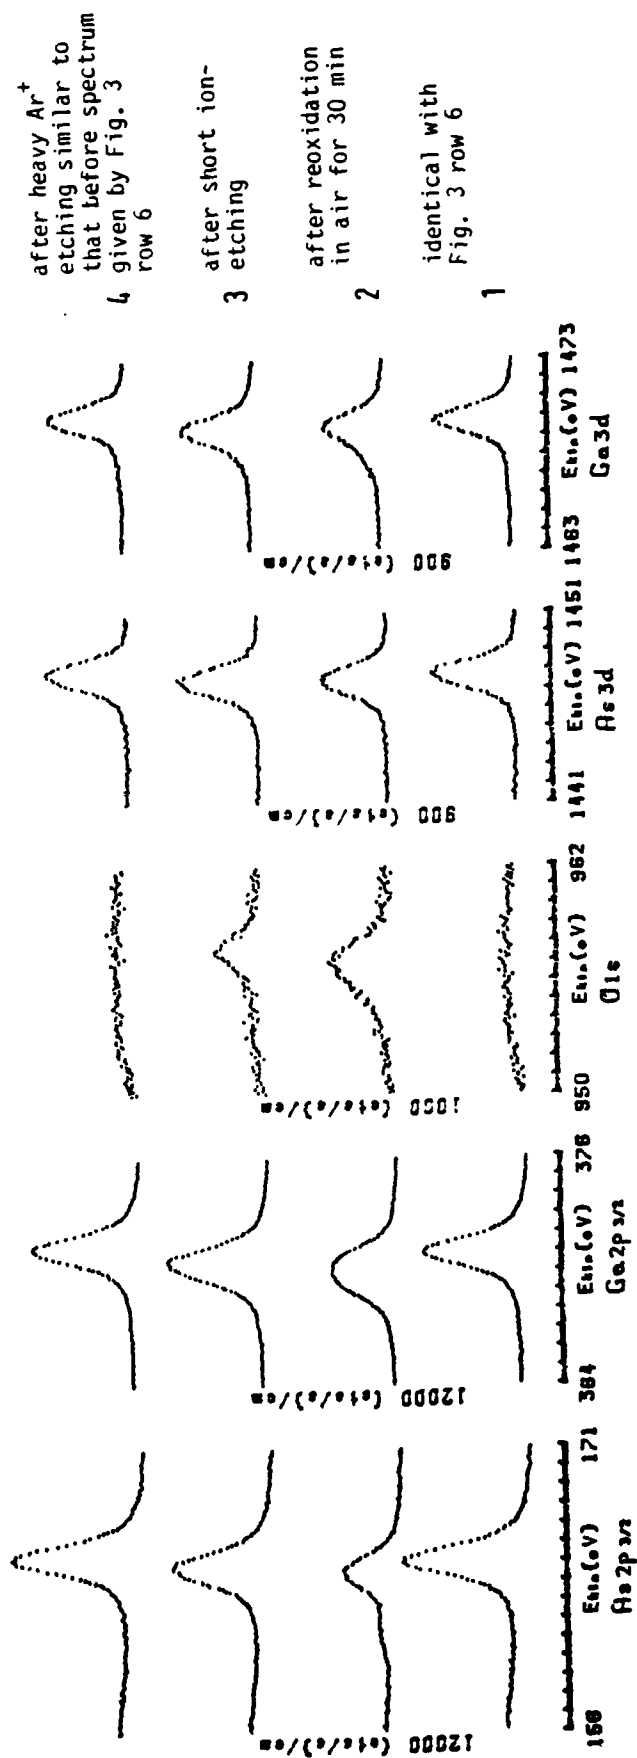 after heavy Ar⁺
etching similar to
that before spectrum
given by Fig. 3
row 6
4
after short ion-
etching
3
after reoxidation
in air for 30 min
2
identical with
Fig. 3 row 6
1
12000 (cts/s)/cm
12000 (cts/s)/cm
1000 (cts/s)/cm
900 (cts/s)/cm
900 (cts/s)/cm
158 Ekin(eV) 171
As2p3/2
364 Ekin(eV) 376
Ga2p3/2
950 Ekin(eV) 962
O1s
1441 Ekin(eV) 1451
As3d
1463 Ekin(eV) 1473
Ga3d